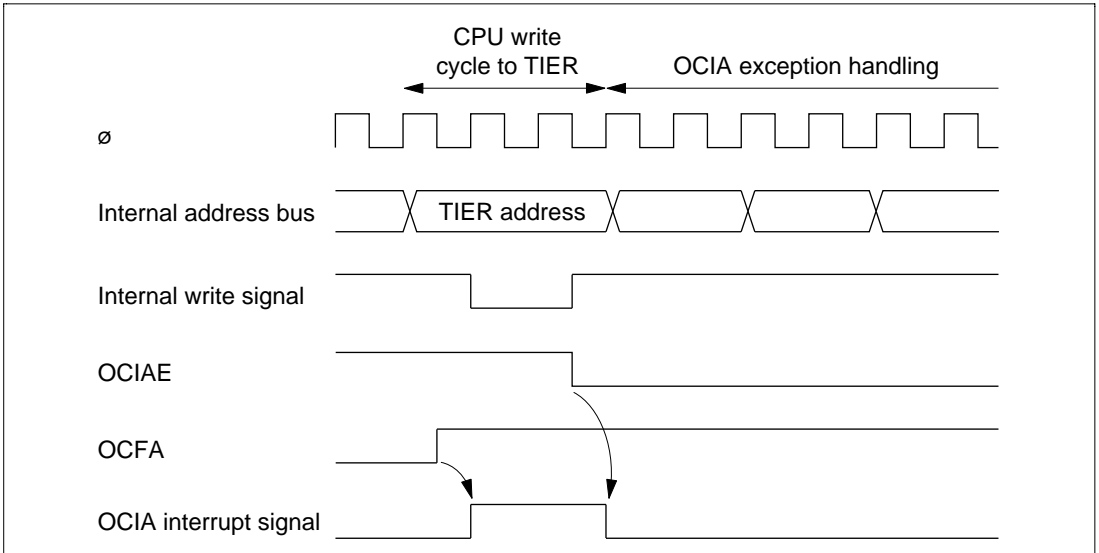 CPU write
cycle to TIER
OCIA exception handling
ø
Internal address bus
TIER address
Internal write signal
OCIAE
OCFA
OCIA interrupt signal